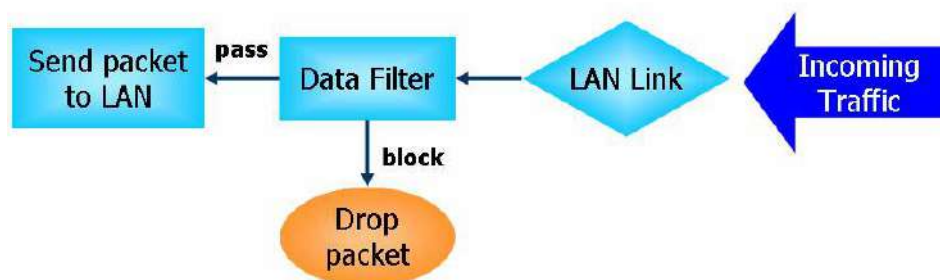 Send packet
to LAN
pass
Data Filter
LAN Link
Incoming
Traffic
block
Drop
packet